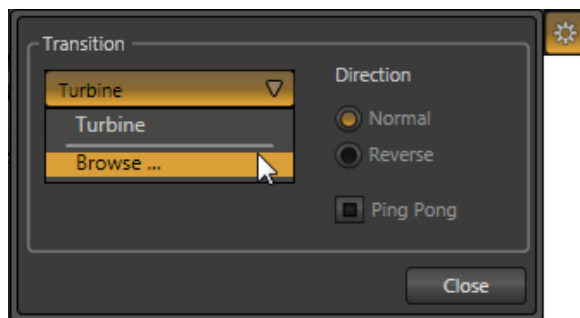 Transition
Turbine
Turbine
Browse ...
Direction
Normal
Reverse
Ping Pong
Close